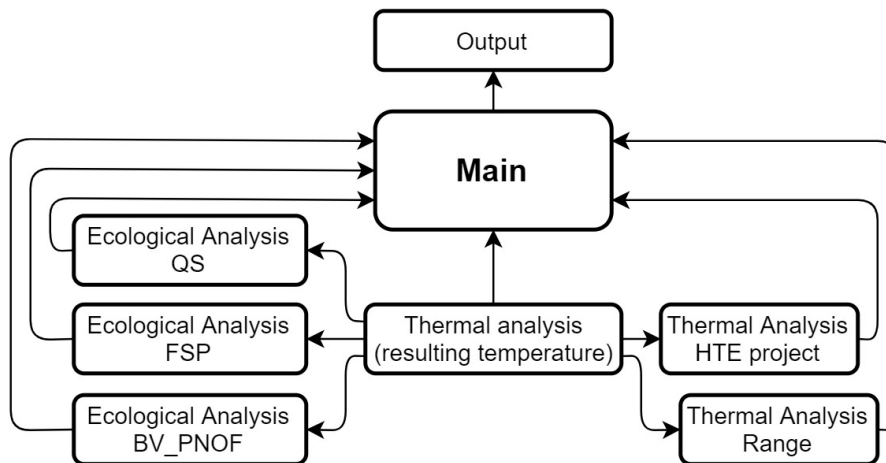 Output
Main
Ecological Analysis
QS
Ecological Analysis
FSP
Thermal analysis
(resulting temperature)
Thermal Analysis
HTE project
Ecological Analysis
BV_PNOF
Thermal Analysis
Range